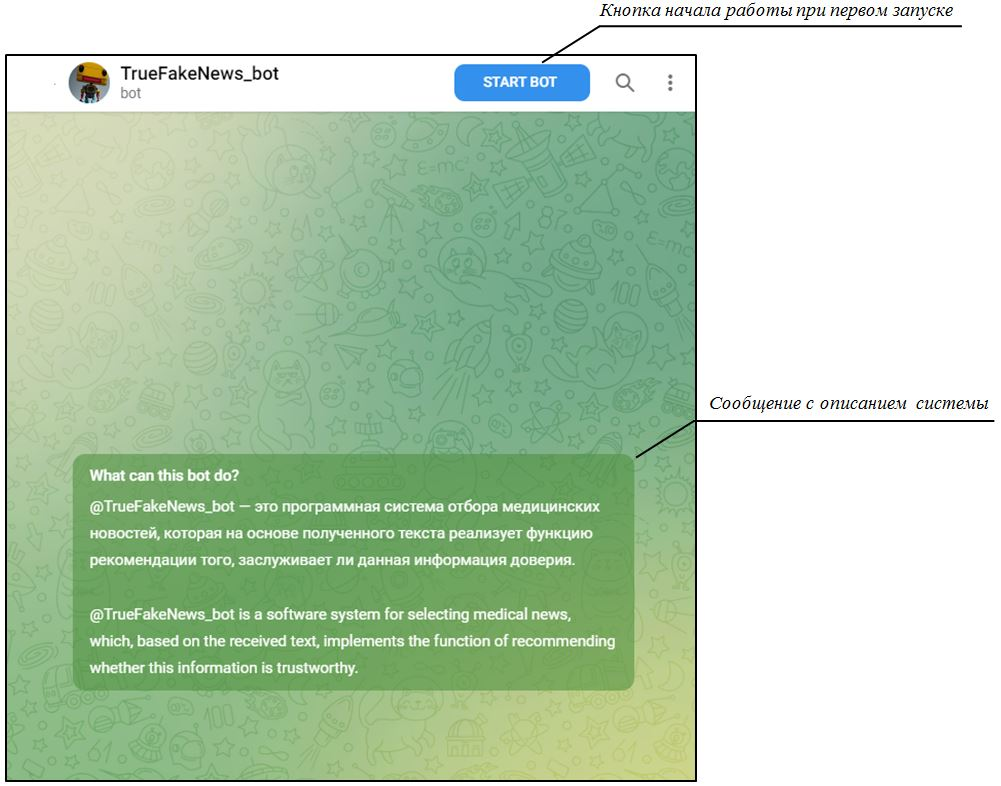 Кнопка начала работы при первом запуске
TrueFakeNews_bot
bot
START BOT
Сообщение с описанием системы
What can this bot do?
@TrueFakeNews_bot — это программная система отбора медицинских
новостей, которая на основе полученного текста реализует функцию
рекомендации того, заслуживает ли данная информация доверия.
@TrueFakeNews_bot is a software system for selecting medical news,
which, based on the received text, implements the function of recommending
whether this information is trustworthy.